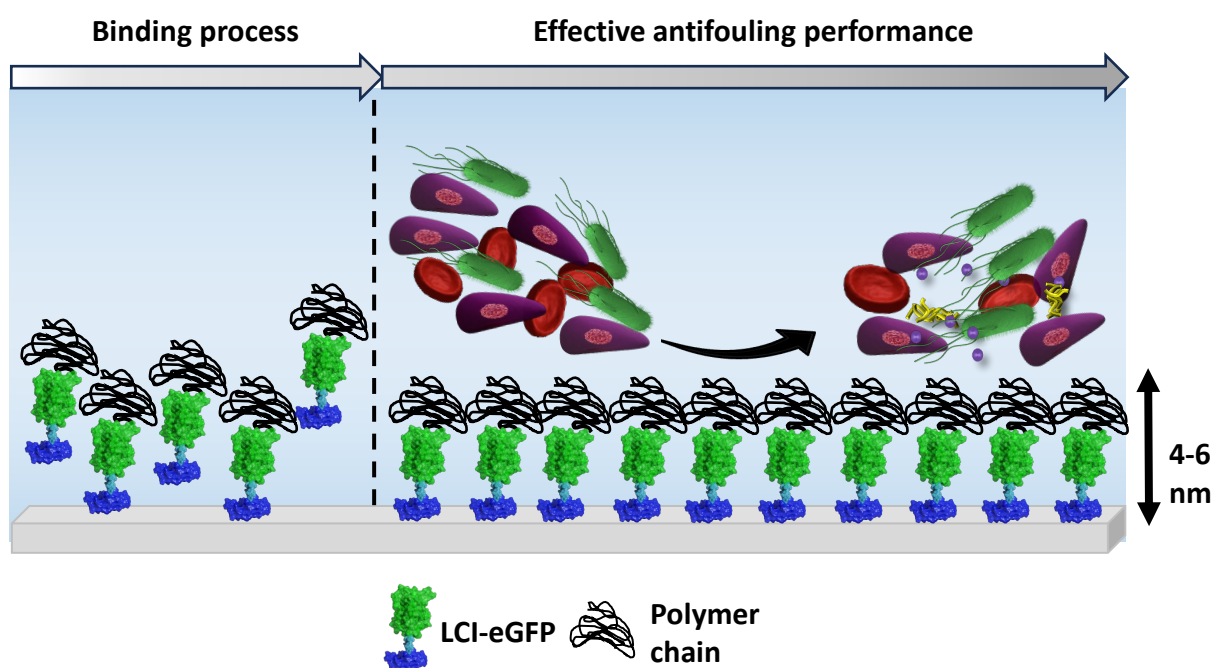 Binding process
Effective antifouling performance
4-6
nm
LCI-eGFP
Polymer
chain